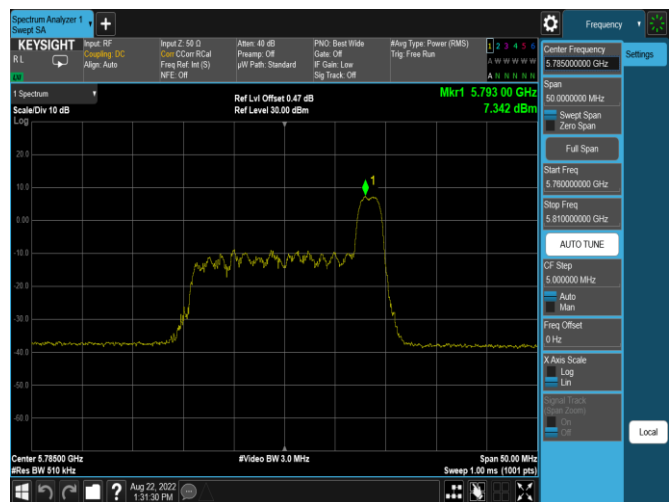 Spectrum Analyzer 1
Swept SA
+
Frequency
KEYSIGHT
RL
Input: RF
Coupling: DC
Align: Auto
Input Z: 50 Ω
Corr CCorr RCal
Freq Ref: Int (S)
NFE: Off
Atten: 40 dB
Preamp: Off
µW Path: Standard
PNO: Best Wide
Gate: Off
IF Gain: Low
Sig Track: Off
#Avg Type: Power (RMS)
Trig: Free Run
1 2 3 4 5 6
A W W W W W
A N N N N N
1 Spectrum
Scale/Div 10 dB
Log
Ref Lvl Offset 0.47 dB
Ref Level 30.00 dBm
Mkr1 5.793 00 GHz
7.342 dBm
1
20.0
10.0
0.00
-10.0
-20.0
-30.0
-40.0
-50.0
-60.0
Center 5.78500 GHz
#Res BW 510 kHz
#Video BW 3.0 MHz
Span 50.00 MHz
Sweep 1.00 ms (1001 pts)
Aug 22, 2022
1:31:30 PM
Center Frequency
5.785000000 GHz
Span
50.0000000 MHz
Swept Span
Zero Span
Full Span
Start Freq
5.760000000 GHz
Stop Freq
5.810000000 GHz
AUTO TUNE
CF Step
5.000000 MHz
Auto
Man
Freq Offset
0 Hz
X Axis Scale
Log
Lin
Signal Track
(Span Zoom)
On
Off
Settings
Local